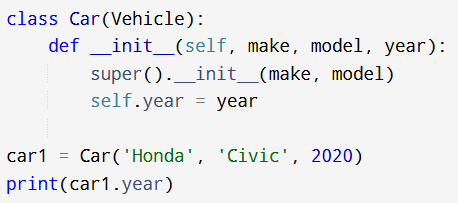 class Car(Vehicle):
    def __init__(self, make, model, year):
        super().__init__(make, model)
        self.year = year
car1 = Car('Honda', 'Civic', 2020)
print(car1.year)